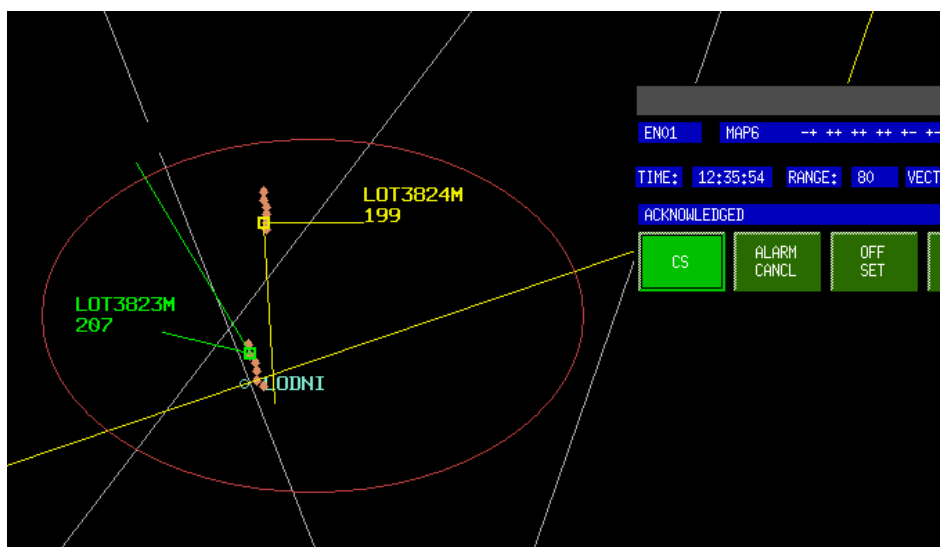 LOT3824M
199
LOT3823M
207
LODNI
EN01 MAP6 -+ ++ ++ ++ +- +-
TIME: 12:35:54 RANGE: 80 VECT
ACKNOWLEDGED
CS
ALARM
CANCL
OFF
SET